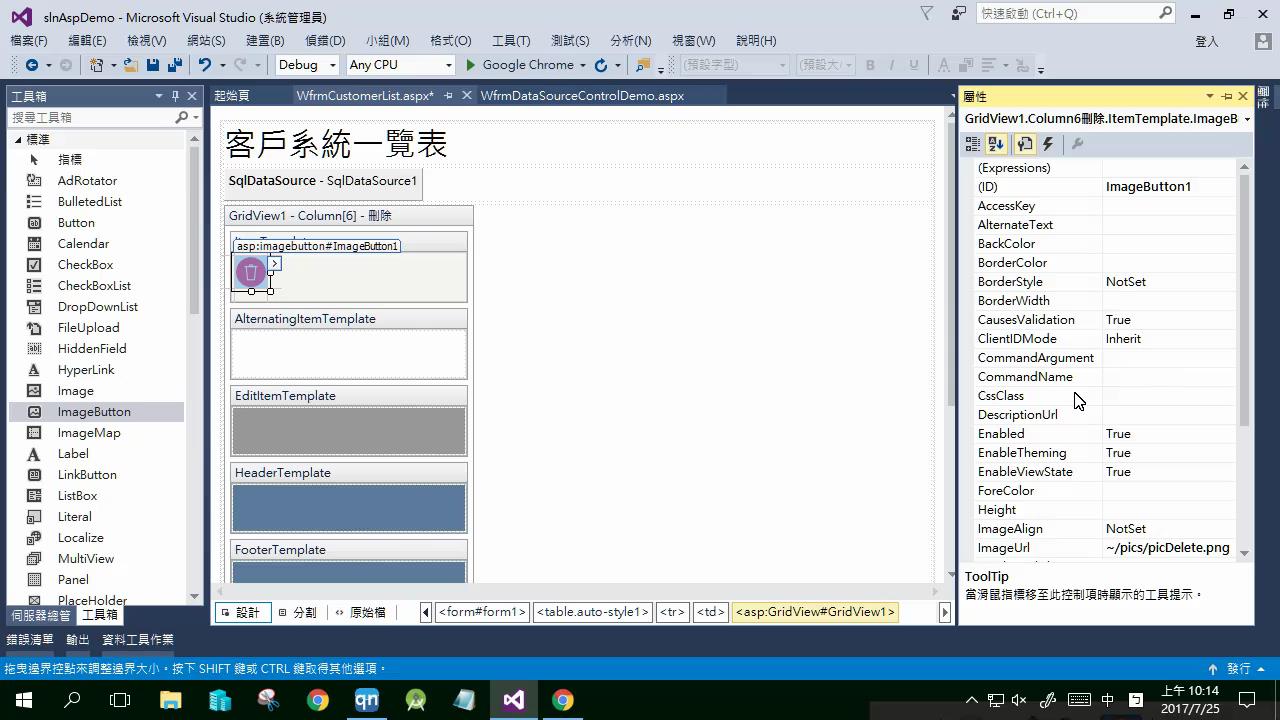 slnAspDemo - Microsoft Visual Studio (系統管理員)
快速啟動 (Ctrl+Q)
檔案(F) 編輯(E) 檢視(V) 網站(S) 建置(B) 偵錯(D) 小組(M) 格式(O) 工具(T) 測試(S) 分析(N) 視窗(W) 說明(H) 登入
Debug Any CPU Google Chrome (預設字型) (預設大 B I U A
工具箱
搜尋工具箱
標準
指標
AdRotator
BulletedList
Button
Calendar
CheckBox
CheckBoxList
DropDownList
FileUpload
HiddenField
HyperLink
Image
ImageButton
ImageMap
Label
LinkButton
ListBox
Literal
Localize
MultiView
Panel
PlaceHolder
伺服器總管 工具箱
起始頁 WfrmCustomerList.aspx* WfrmDataSourceControlDemo.aspx
客戶系統一覽表
SqlDataSource - SqlDataSource1
GridView1 - Column[6] - 刪除
asp:imagebutton#ImageButton1
AlternatingItemTemplate
EditItemTemplate
HeaderTemplate
FooterTemplate
設計 分割 原始檔 <form#form1> <table.auto-style1> <tr> <td> <asp:GridView#GridView1>
屬性
GridView1.Column6刪除.ItemTemplate.ImageB
(Expressions)
(ID) ImageButton1
AccessKey
AlternateText
BackColor
BorderColor
BorderStyle NotSet
BorderWidth
CausesValidation True
ClientIDMode Inherit
CommandArgument
CommandName
CssClass
DescriptionUrl
Enabled True
EnableTheming True
EnableViewState True
ForeColor
Height
ImageAlign NotSet
ImageUrl ~/pics/picDelete.png
ToolTip
當滑鼠指標移至此控制項時顯示的工具提示。
錯誤清單 輸出 資料工具作業
拖曳邊界控點來調整邊界大小。按下 SHIFT 鍵或 CTRL 鍵取得其他選項。
發行
中
上午 10:14
2017/7/25